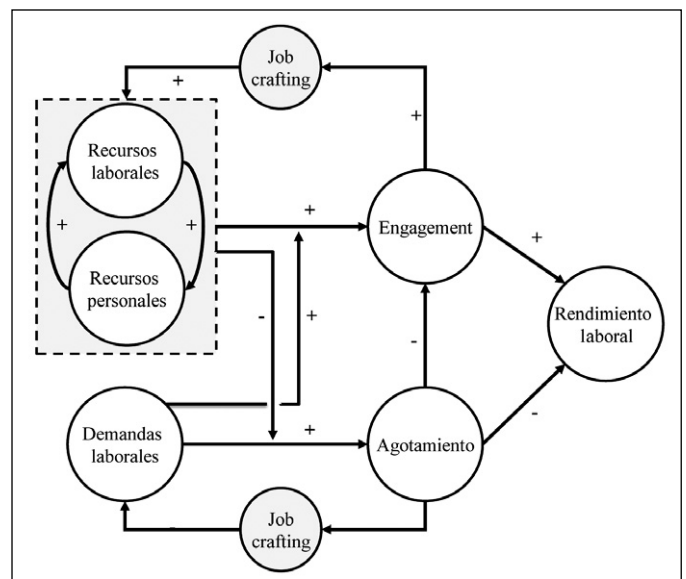 Job
crafting
+
+
Recursos
laborales
+
+
+
Engagement
+
Recursos
personales
Rendimiento
laboral
-
+
-
Demandas
laborales
+
Agotamiento
-
Job
crafting